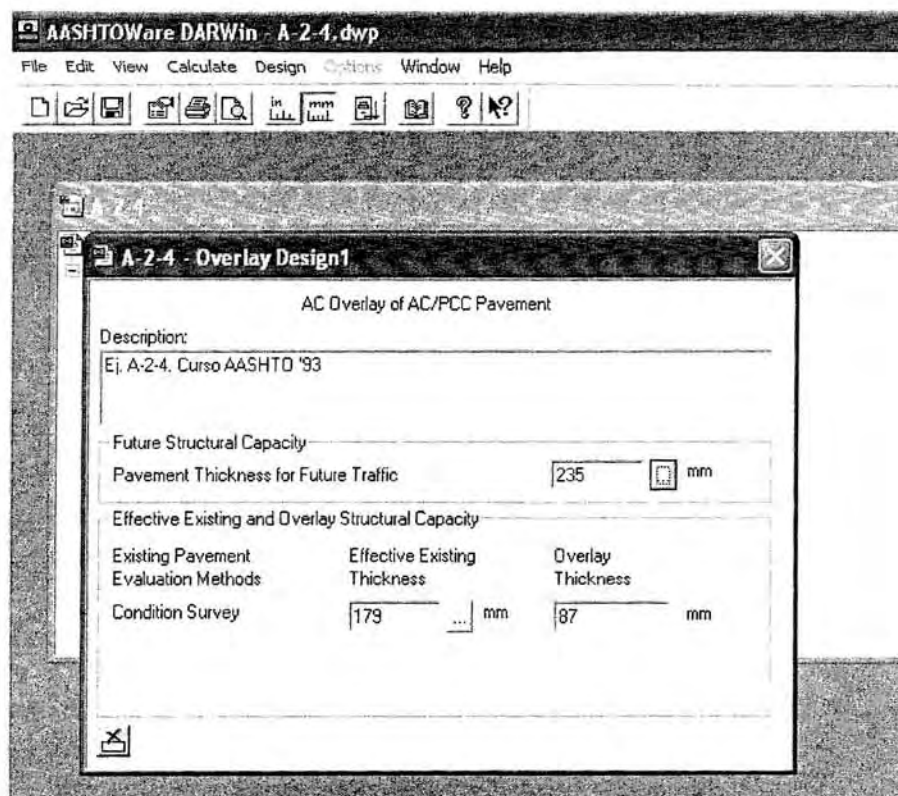 AASHTOWare DARWin - A-2-4.dwp
File Edit View Calculate Design Options Window Help
in mm
A-2-4
A-2-4 - Overlay Design1
AC Overlay of AC/PCC Pavement
Description:
Ej. A-2-4. Curso AASHTO '93
Future Structural Capacity
Pavement Thickness for Future Traffic 235 mm
Effective Existing and Overlay Structural Capacity
Existing Pavement Effective Existing Overlay
Evaluation Methods Thickness Thickness
Condition Survey 179 ... mm 87 mm